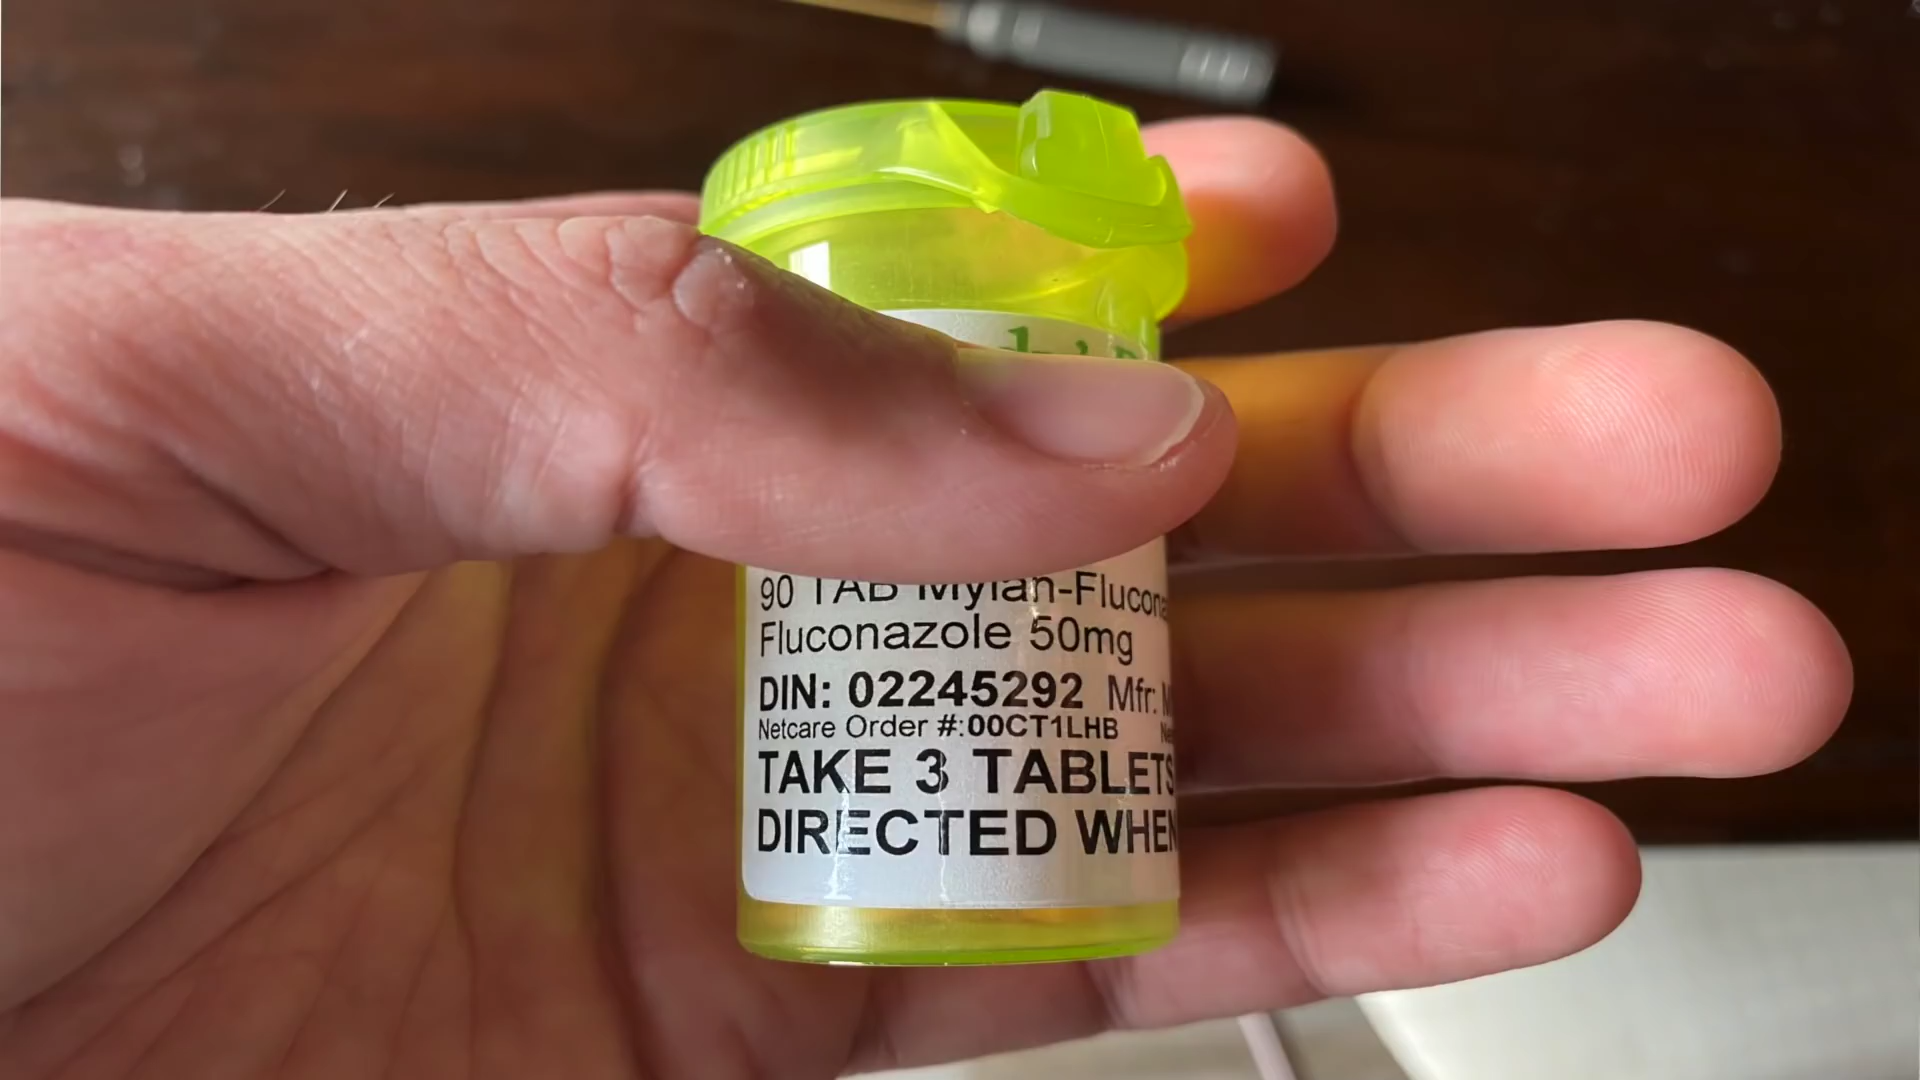 90 TAB Mylan-Flucona
Fluconazole 50mg
DIN: 02245292 Mfr: M
Netcare Order #:00CT1LHB
TAKE 3 TABLETS
DIRECTED WHEN